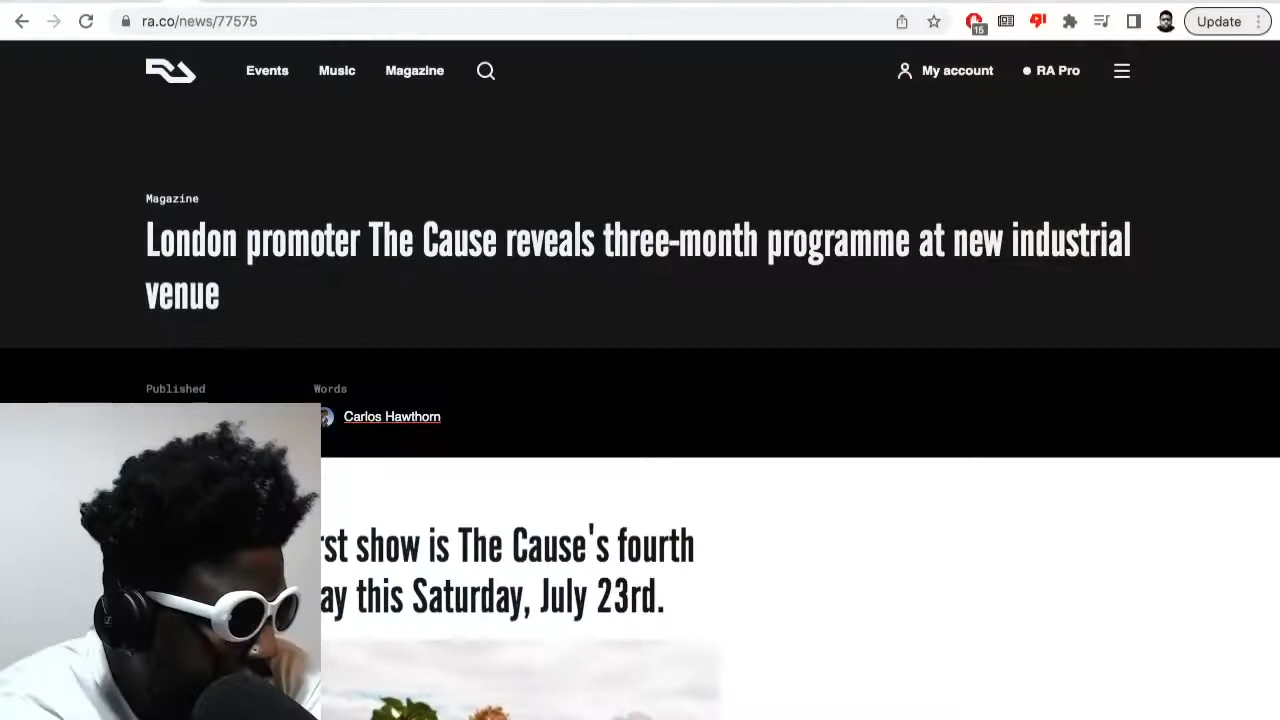 ra.co/news/77575
Update
15
Events Music Magazine My account RA Pro
Magazine
London promoter The Cause reveals three-month programme at new industrial
venue
Published Words
Carlos Hawthorn
rst show is The Cause's fourth
ay this Saturday, July 23rd.